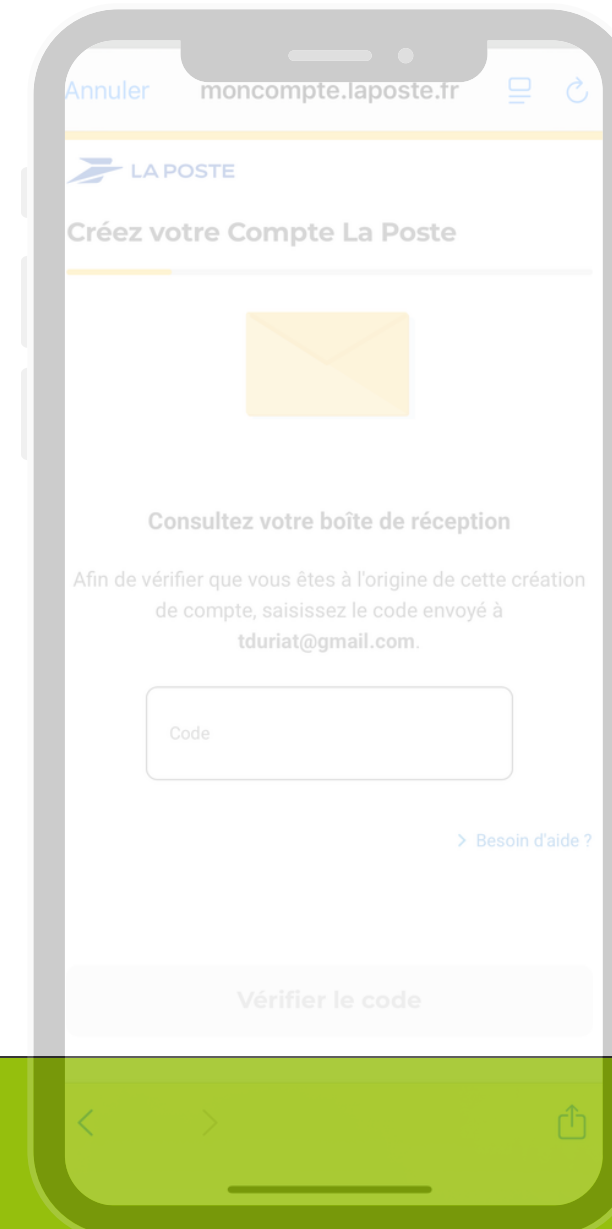 Annuler moncompte.laposte.fr
LA POSTE
Créez votre Compte La Poste
Consultez votre boîte de réception
Afin de vérifier que vous êtes à l'origine de cette création
de compte, saisissez le code envoyé à
tduriat@gmail.com.
Code
Besoin d'aide ?
Vérifier le code